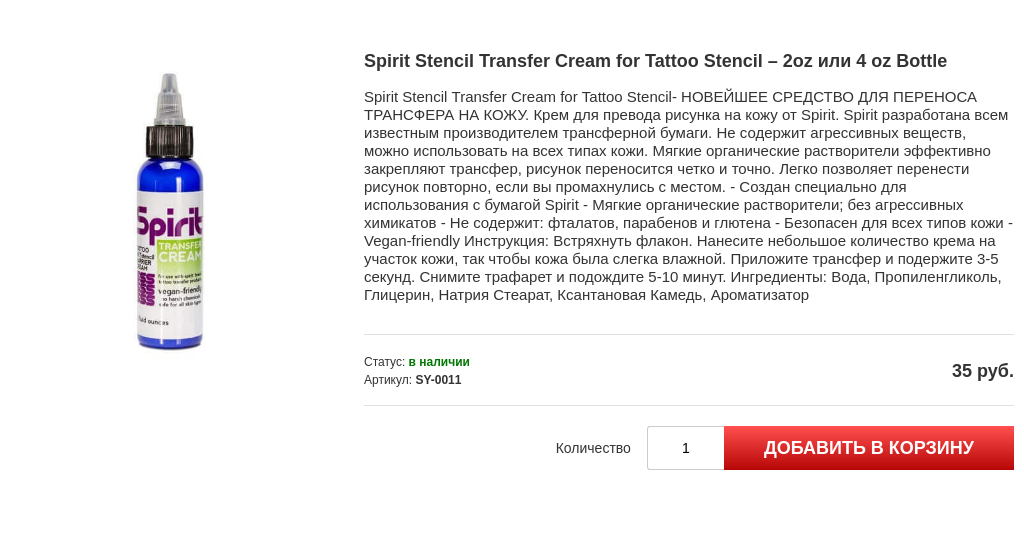 Spirit Stencil Transfer Cream for Tattoo Stencil – 2oz или 4 oz Bottle
Spirit Stencil Transfer Cream for Tattoo Stencil- НОВЕЙШЕЕ СРЕДСТВО ДЛЯ ПЕРЕНОСА
ТРАНСФЕРА НА КОЖУ. Крем для превода рисунка на кожу от Spirit. Spirit разработана всем
известным производителем трансферной бумаги. Не содержит агрессивных веществ,
можно использовать на всех типах кожи. Мягкие органические растворители эффективно
закрепляют трансфер, рисунок переносится четко и точно. Легко позволяет перенести
рисунок повторно, если вы промахнулись с местом. - Создан специально для
использования с бумагой Spirit - Мягкие органические растворители; без агрессивных
химикатов - Не содержит: фталатов, парабенов и глютена - Безопасен для всех типов кожи -
Vegan-friendly Инструкция: Встряхнуть флакон. Нанесите небольшое количество крема на
участок кожи, так чтобы кожа была слегка влажной. Приложите трансфер и подержите 3-5
секунд. Снимите трафарет и подождите 5-10 минут. Ингредиенты: Вода, Пропиленгликоль,
Глицерин, Натрия Стеарат, Ксантановая Камедь, Ароматизатор
Статус: в наличии
Артикул: SY-0011
35 руб.
Количество 1 ДОБАВИТЬ В КОРЗИНУ
Spirit
TRANSFER
CREAM
vegan-friendly
fluid ounces